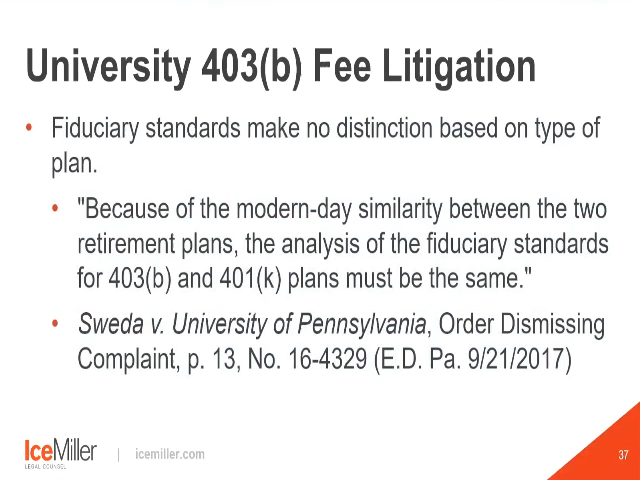 University 403(b) Fee Litigation
• Fiduciary standards make no distinction based on type of
plan.
• "Because of the modern-day similarity between the two
retirement plans, the analysis of the fiduciary standards
for 403(b) and 401(k) plans must be the same."
• Sweda v. University of Pennsylvania, Order Dismissing
Complaint, p. 13, No. 16-4329 (E.D. Pa. 9/21/2017)
IceMiller
LEGAL COUNSEL
| icemiller.com
37